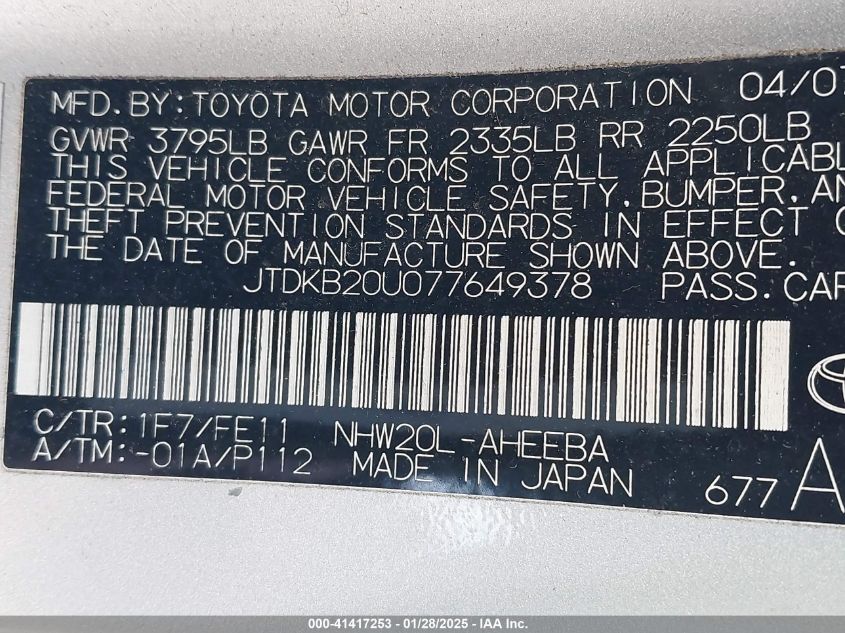 MFD. BY: TOYOTA MOTOR CORPORATION 04/07
GVWR 3795LB GAWR FR 2335LB RR 2250LB
THIS VEHICLE CONFORMS TO ALL APPLICABL
FEDERAL MOTOR VEHICLE SAFETY, BUMPER, AN
THEFT PREVENTION STANDARDS IN EFFECT
THE DATE OF MANUFACTURE SHOWN ABOVE.
JTDKB20U077649378 PASS. CAR
C/TR: 1F7/FE11 NHW20L-AHEEBA
A/TM: -01A/P112 MADE IN JAPAN 677 A
000-41417253 - 01/28/2025 - IAA Inc.